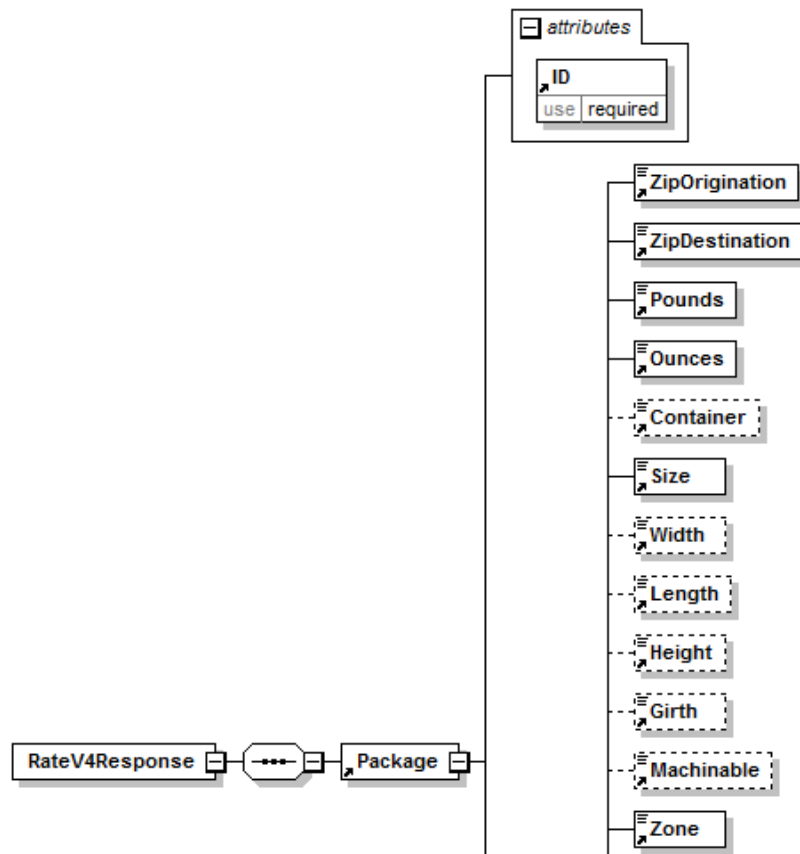 attributes
ID
use required
ZipOrigination
ZipDestination
Pounds
Ounces
Container
Size
Width
Length
Height
Girth
RateV4Response
Package
Machinable
Zone